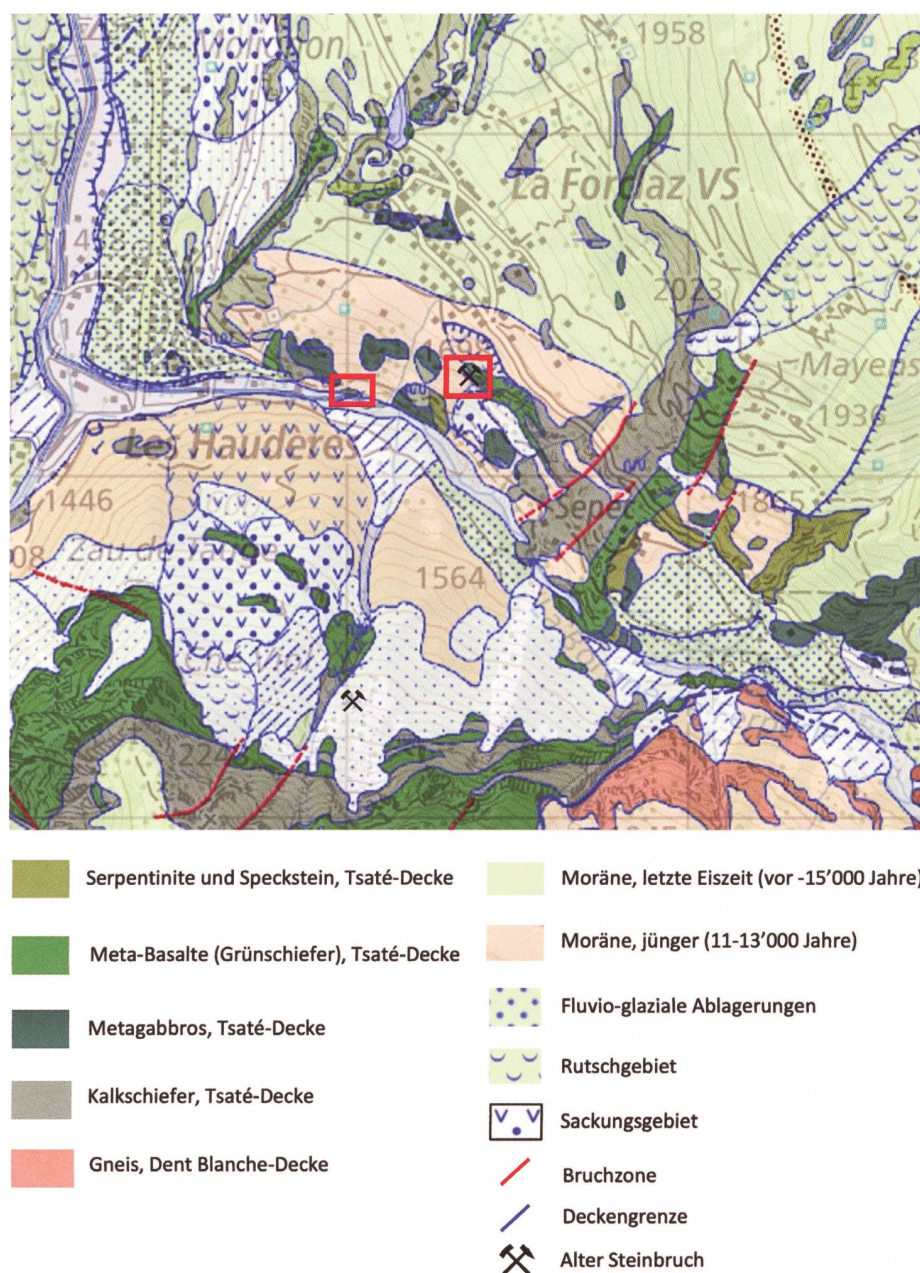 1958
La Forclaz VS
2023
Mayens
1936
Les Haudères
1446
1865
1564
Serpentinite und Speckstein, Tsaté-Decke
Meta-Basalte (Grünschiefer), Tsaté-Decke
Metagabbros, Tsaté-Decke
Kalkschiefer, Tsaté-Decke
Gneis, Dent Blanche-Decke
Moräne, letzte Eiszeit (vor -15’000 Jahre)
Moräne, jünger (11-13’000 Jahre)
Fluvio-glaziale Ablagerungen
Rutschgebiet
Sackungsgebiet
Bruchzone
Deckengrenze
Alter Steinbruch